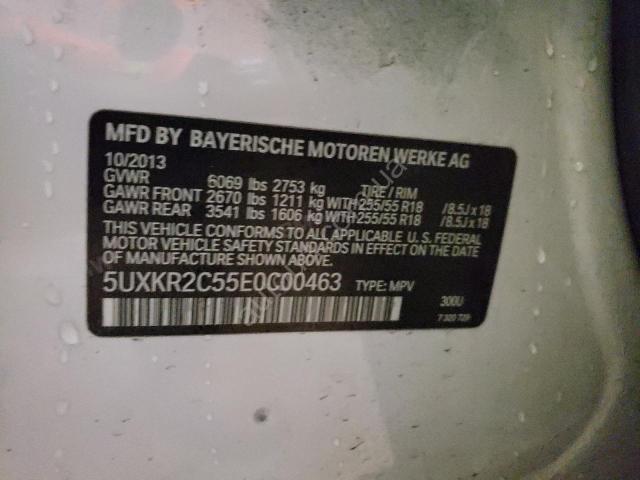 MFD BY BAYERISCHE MOTOREN WERKE AG
10/2013
GVWR 6069 lbs 2753 kg TIRE / RIM
GAWR FRONT 2670 lbs 1211 kg WITH 255/55 R18 / 8.5J x 18
GAWR REAR 3541 lbs 1606 kg WITH 255/55 R18 / 8.5J x 18
THIS VEHICLE CONFORMS TO ALL APPLICABLE U. S. FEDERAL
MOTOR VEHICLE SAFETY STANDARDS IN EFFECT ON THE DATE
OF MANUFACTURE SHOWN ABOVE.
5UXKR2C55E0C00463 TYPE: MPV
300U
7 320 729